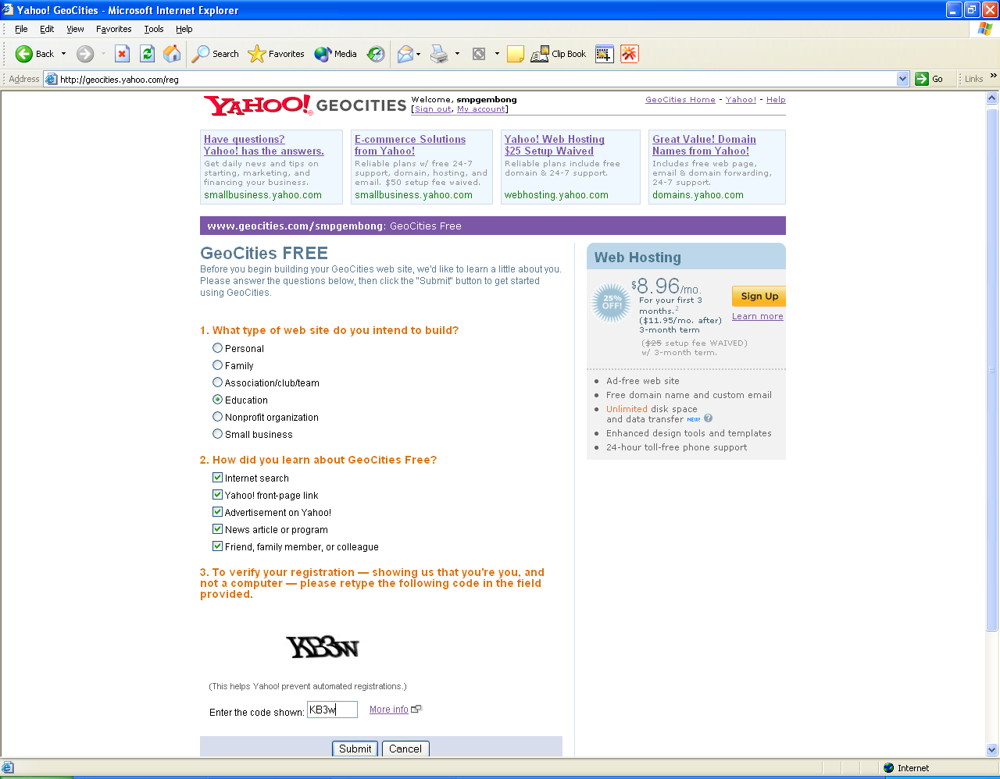 Yahoo! GeoCities - Microsoft Internet Explorer
File Edit View Favorites Tools Help
Back Search Favorites Media Clip Book
Address http://geocities.yahoo.com/reg Go Links »
YAHOO!® GEOCITIES
Welcome, smpgembong
[Sign out, My account]
GeoCities Home - Yahoo! - Help
Have questions?
Yahoo! has the answers.
Get daily news and tips on
starting, marketing, and
financing your business.
smallbusiness.yahoo.com
E-commerce Solutions
from Yahoo!
Reliable plans w/ free 24-7
support, domain, hosting, and
email. $50 setup fee waived.
smallbusiness.yahoo.com
Yahoo! Web Hosting
$25 Setup Waived
Reliable plans include free
domain & 24-7 support.
webhosting.yahoo.com
Great Value! Domain
Names from Yahoo!
Includes free web page,
email & domain forwarding,
24-7 support.
domains.yahoo.com
www.geocities.com/smpgembong: GeoCities Free
GeoCities FREE
Before you begin building your GeoCities web site, we'd like to learn a little about you.
Please answer the questions below, then click the "Submit" button to get started
using GeoCities.
1. What type of web site do you intend to build?
Personal
Family
Association/club/team
Education
Nonprofit organization
Small business
2. How did you learn about GeoCities Free?
Internet search
Yahoo! front-page link
Advertisement on Yahoo!
News article or program
Friend, family member, or colleague
3. To verify your registration — showing us that you're you, and
not a computer — please retype the following code in the field
provided.
KB3w
(This helps Yahoo! prevent automated registrations.)
Enter the code shown: KB3w More info
Submit Cancel
Web Hosting
25% OFF!
$8.96/mo.
For your first 3
months.2
($11.95/mo. after)
3-month term
($25 setup fee WAIVED)
w/ 3-month term.
Sign Up
Learn more
• Ad-free web site
• Free domain name and custom email
• Unlimited disk space
and data transfer NEW! ?
• Enhanced design tools and templates
• 24-hour toll-free phone support
Internet